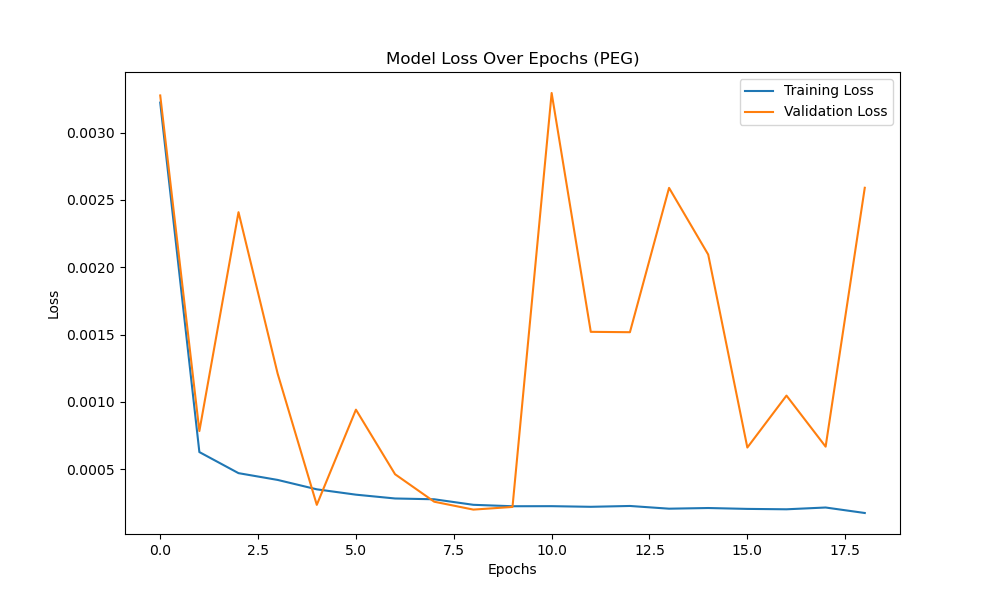 Model Loss Over Epochs (PEG)
Training Loss
Validation Loss
0.0030
0.0025
0.0020
0.0015
0.0010
0.0005
Loss
0.0 2.5 5.0 7.5 10.0 12.5 15.0 17.5
Epochs